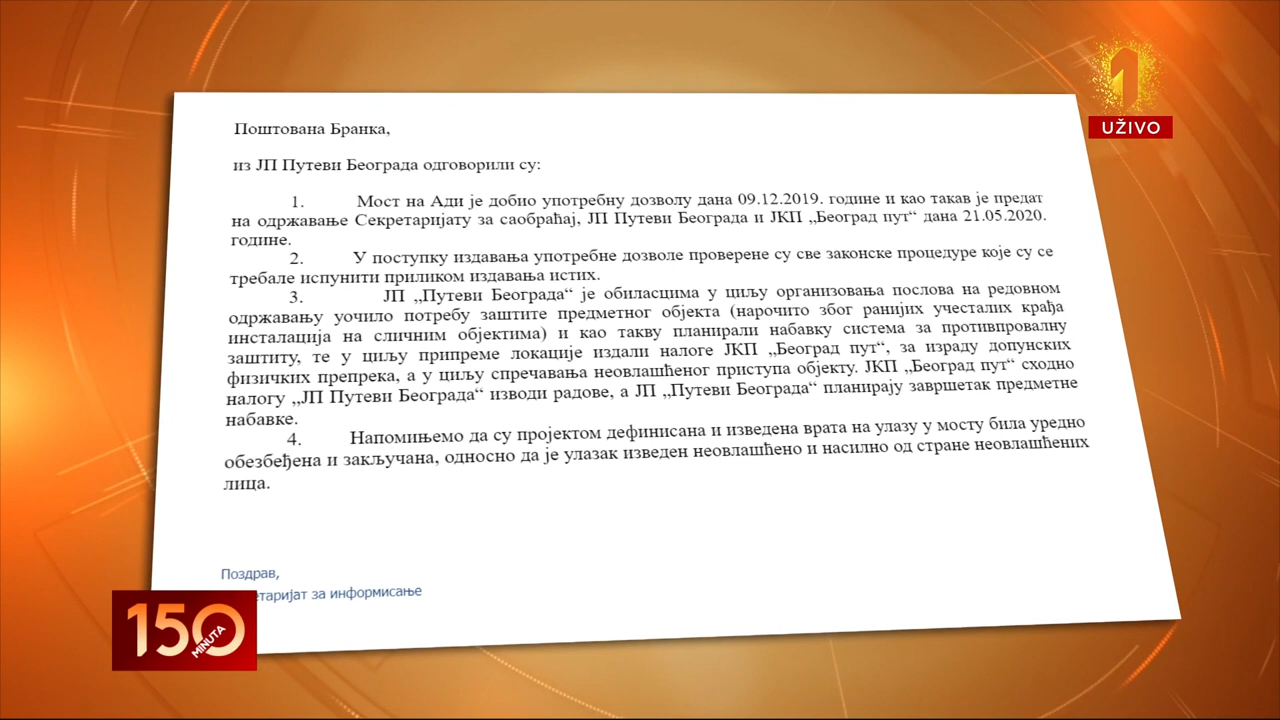 1
UŽIVO
Поштована Бранка,
из ЈП Путеви Београда одговорили су:
1. Мост на Ади је добио употребну дозволу дана 09.12.2019. године и као такав је предат
на одржавање Секретаријату за саобраћај, ЈП Путеви Београда и ЈКП „Београд пут“ дана 21.05.2020.
године.
2. У поступку издавања употребне дозволе проверене су све законске процедуре које су се
требале испунити приликом издавања истих.
3. ЈП „Путеви Београда“ је обиласцима у циљу организовања послова на редовном
одржавању уочило потребу заштите предметног објекта (нарочито због ранијих учесталих крађа
инсталација на сличним објектима) и као такву планирали набавку система за противпровалну
заштиту, те у циљу припреме локације издали налоге ЈКП „Београд пут“, за израду допунских
физичких препрека, а у циљу спречавања неовлашћеног приступа објекту. ЈКП „Београд пут“ сходно
налогу „ЈП Путеви Београда“ изводи радове, а ЈП „Путеви Београда“ планирају завршетак предметне
набавке.
4. Напомињемо да су пројектом дефинисана и изведена врата на улазу у мосту била уредно
обезбеђена и закључана, односно да је улазак изведен неовлашћено и насилно од стране неовлашћених
лица.
Поздрав,
етаријат за информисање
150
MINUTA